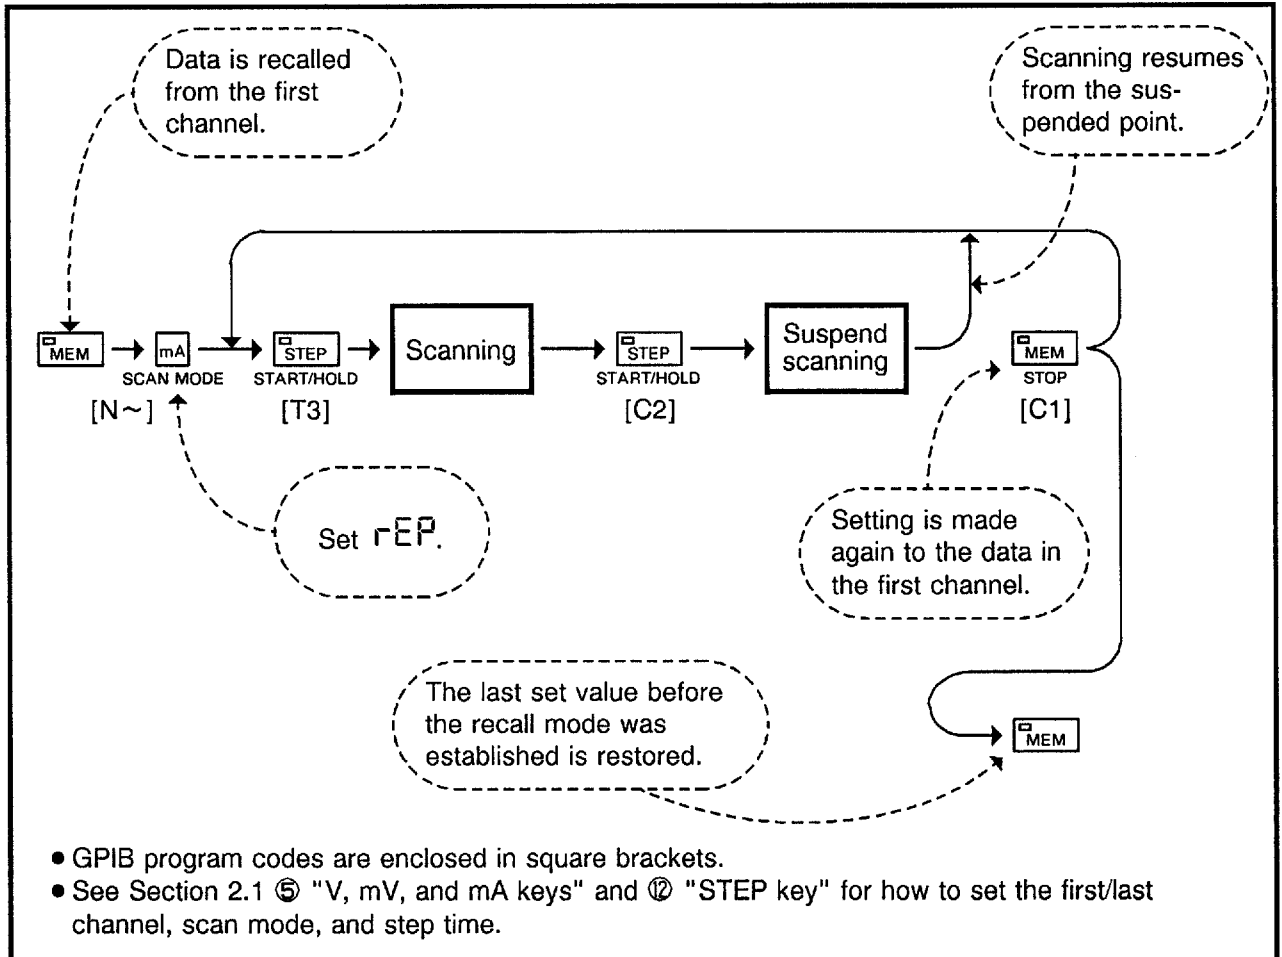 Data is recalled
from the first
channel.
Scanning resumes
from the sus-
pended point.
MEM
mA
STEP
Scanning
STEP
Suspend
scanning
MEM
SCAN MODE
START/HOLD
START/HOLD
STOP
[N~]
[T3]
[C2]
[C1]
Set rEP.
Setting is made
again to the data in
the first channel.
The last set value before
the recall mode was
established is restored.
MEM
● GPIB program codes are enclosed in square brackets.
● See Section 2.1 ⑤ "V, mV, and mA keys" and ⑫ "STEP key" for how to set the first/last
channel, scan mode, and step time.